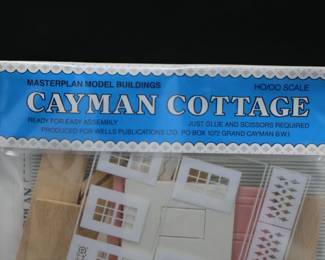 MASTERPLAN MODEL BUILDINGS HO/OO SCALE
CAYMAN COTTAGE
READY FOR EASY ASSEMBLY JUST GLUE AND SCISSORS REQUIRED
PRODUCED FOR WELLS PUBLICATIONS LTD. PO BOX 1072 GRAND CAYMAN B.W.I.